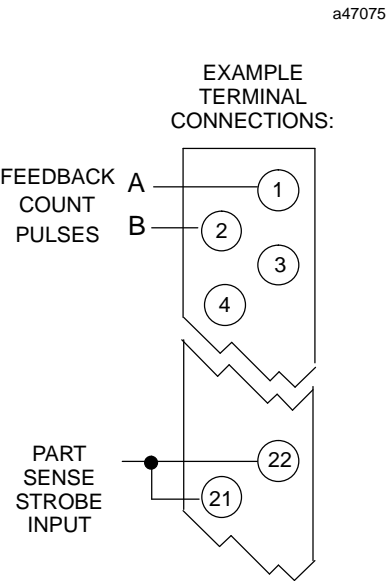 a47075
EXAMPLE
TERMINAL
CONNECTIONS:
FEEDBACK
COUNT
PULSES
A
B
1
2
3
4
PART
SENSE
STROBE
INPUT
22
21